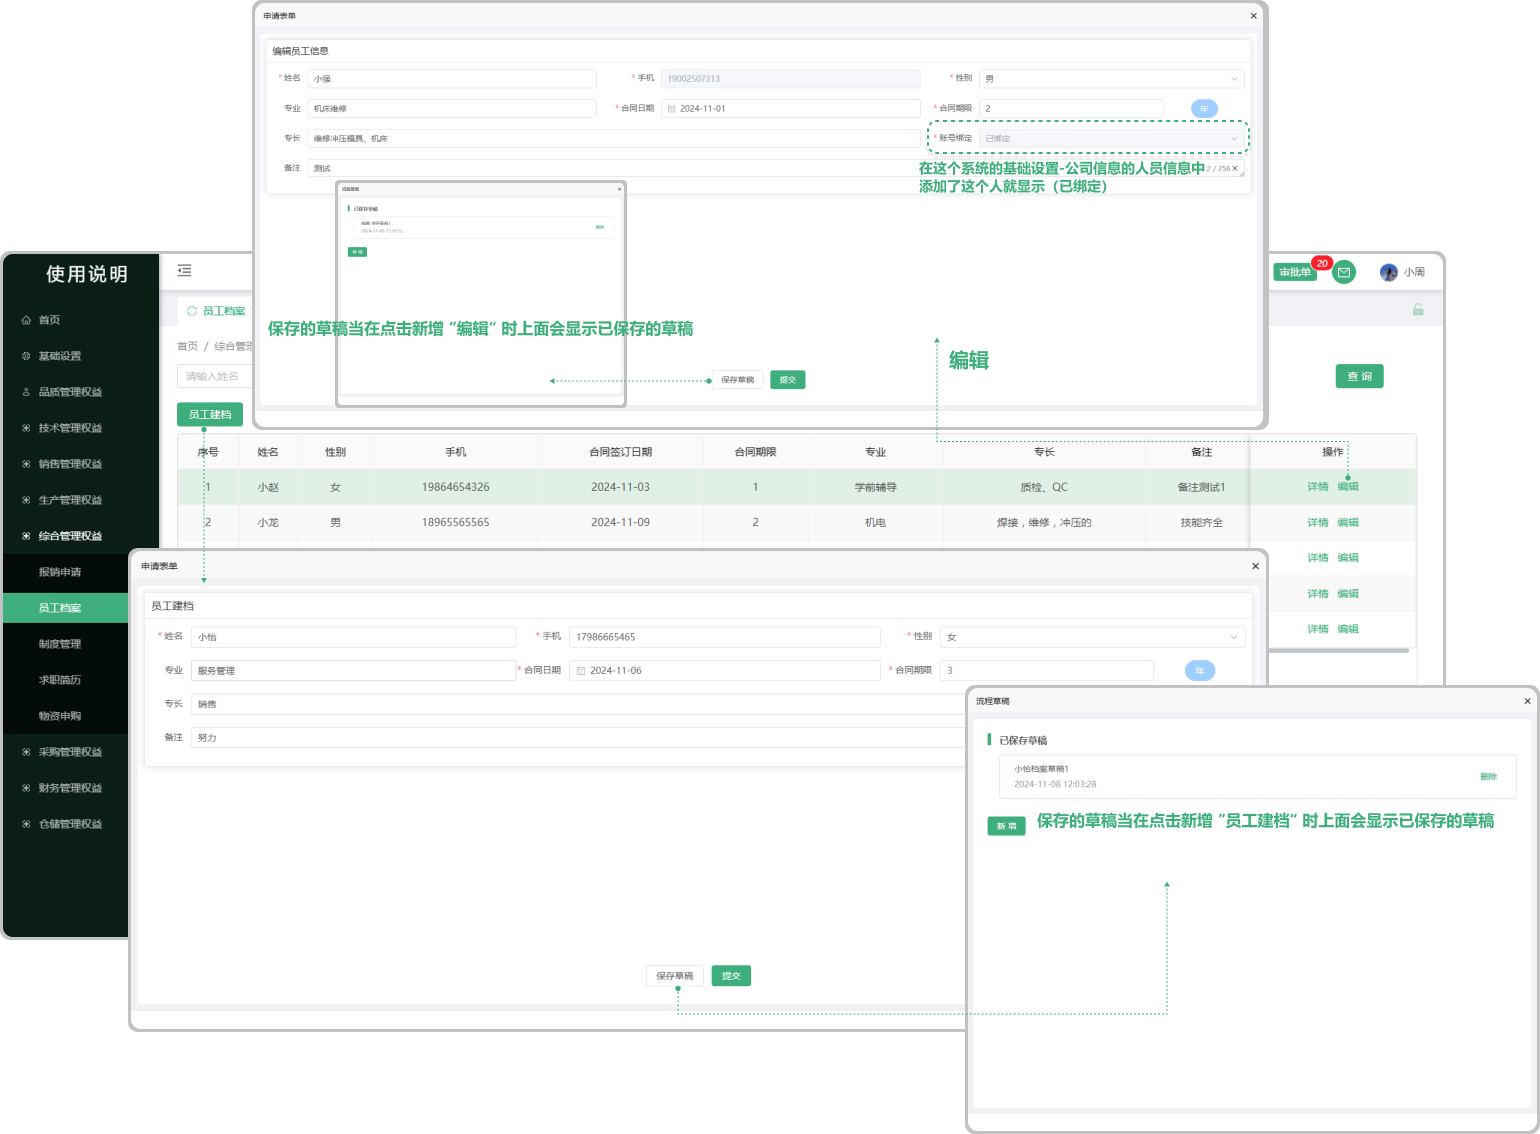 申请表单
编辑员工信息
* 姓名 小强 * 手机 19002507313 * 性别 男
专业 机床维修 * 合同日期 2024-11-01 * 合同期限 2 年
专长 维修冲压模具、机床 * 账号绑定 已绑定
备注 测试 2 / 256
在这个系统的基础设置-公司信息的人员信息中
添加了这个人就显示（已绑定）
流程草稿
已保存草稿
2024-11-08 11:50:12
删除
新 增
保存的草稿当在点击新增 ”编辑“ 时上面会显示已保存的草稿
编辑
保存草稿 提交
使用说明
首页
基础设置
品质管理权益
技术管理权益
销售管理权益
生产管理权益
综合管理权益
报销申请
员工档案
制度管理
求职简历
物资申购
采购管理权益
财务管理权益
仓储管理权益
审批单 20 小周
员工档案
首页 / 综合管理
请输入姓名
查 询
员工建档
序号 姓名 性别 手机 合同签订日期 合同期限 专业 专长 备注 操作
1 小赵 女 19864654326 2024-11-03 1 学前辅导 质检、QC 备注测试1 详情 编辑
2 小龙 男 18965565565 2024-11-09 2 机电 焊接，维修，冲压的 技能齐全 详情 编辑
详情 编辑
详情 编辑
详情 编辑
申请表单
员工建档
* 姓名 小怡 * 手机 17986665465 * 性别 女
专业 服务管理 * 合同日期 2024-11-06 * 合同期限 3 年
专长 销售
备注 努力
保存草稿 提交
流程草稿
已保存草稿
小怡档案草稿1
2024-11-08 12:03:28
删除
新 增
保存的草稿当在点击新增 ”员工建档“ 时上面会显示已保存的草稿